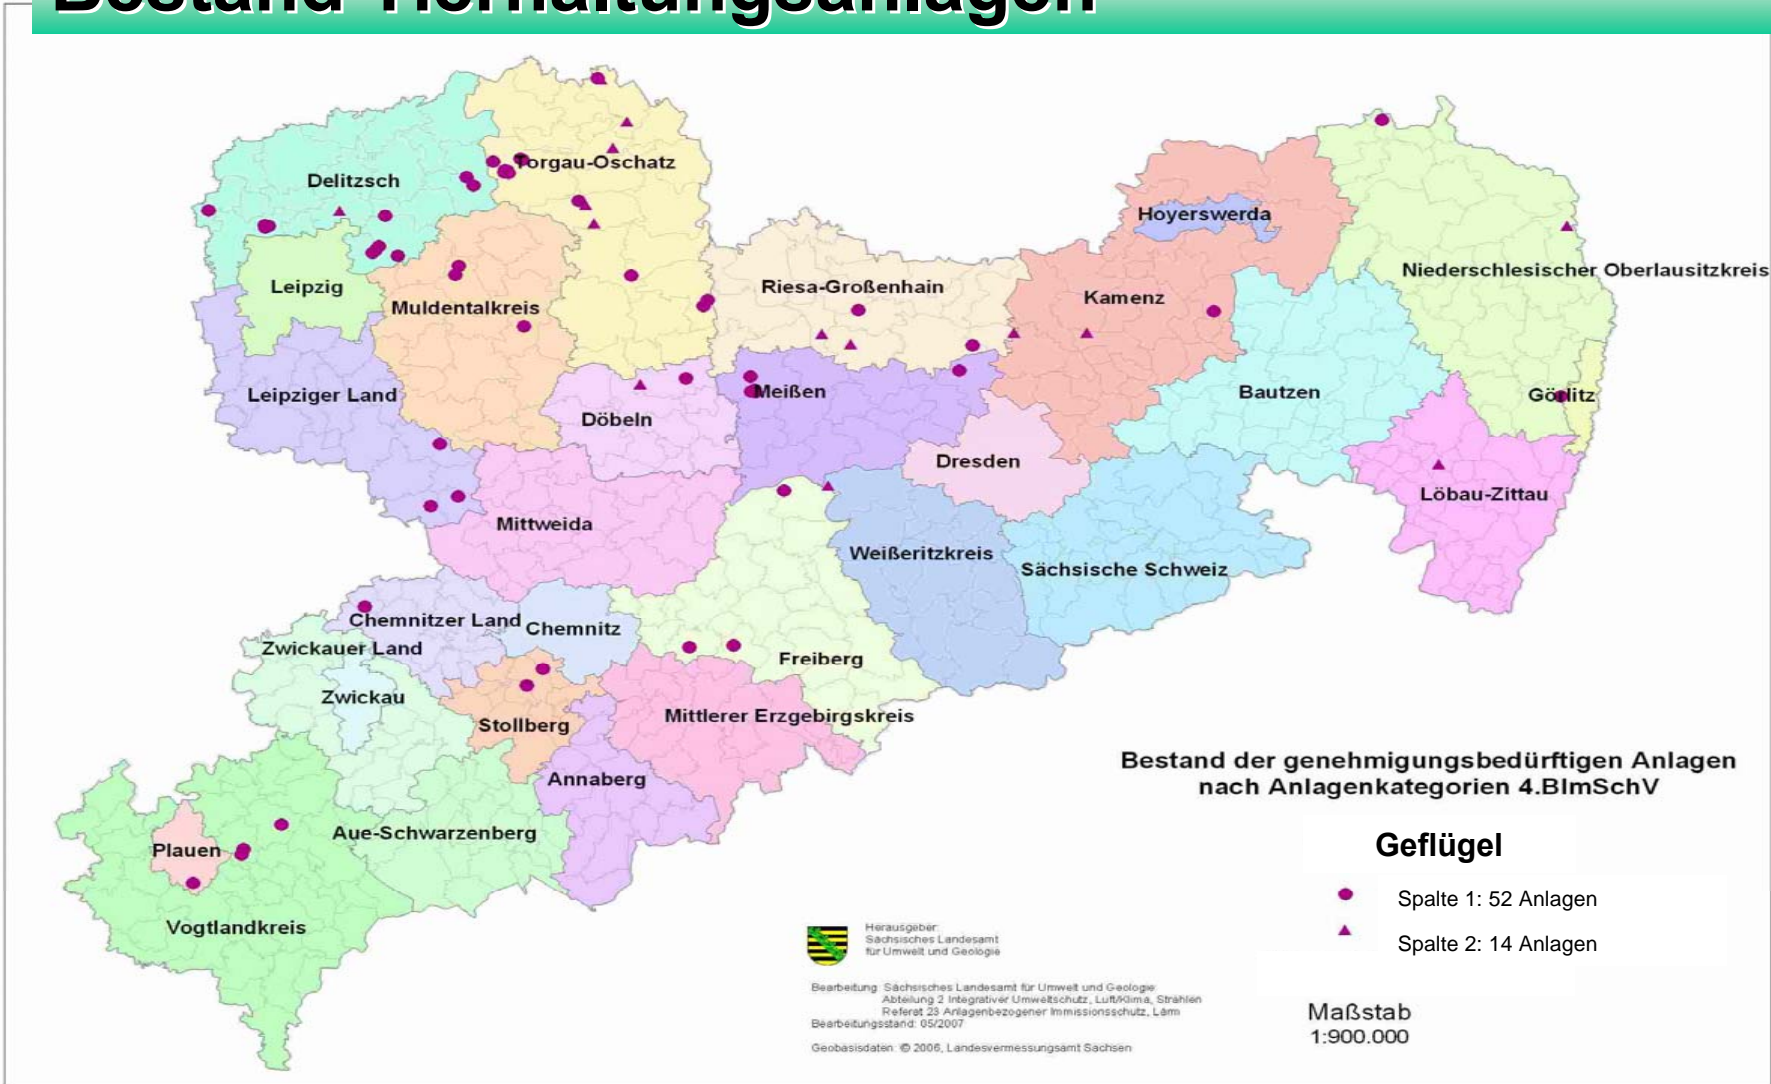 Bestand Tierhaltungsanlagen
Torgau-Oschatz
Delitzsch
Hoyerswerda
Niederschlesischer Oberlausitzkreis
Leipzig
Riesa-Großenhain
Kamenz
Muldentalkreis
Leipziger Land
Meißen
Bautzen
Görlitz
Döbeln
Dresden
Löbau-Zittau
Mittweida
Weißeritzkreis
Sächsische Schweiz
Chemnitzer Land
Chemnitz
Zwickauer Land
Freiberg
Zwickau
Stollberg
Mittlerer Erzgebirgskreis
Annaberg
Aue-Schwarzenberg
Plauen
Vogtlandkreis
Bestand der genehmigungsbedürftigen Anlagen
nach Anlagenkategorien 4.BImSchV
Geflügel
Spalte 1: 52 Anlagen
Spalte 2: 14 Anlagen
Maßstab
1:900.000
Herausgeber:
Sächsisches Landesamt
für Umwelt und Geologie
Bearbeitung: Sächsisches Landesamt für Umwelt und Geologie
Abteilung 2 Integrativer Umweltschutz, Luft/Klima, Strahlen
Referat 23 Anlagenbezogener Immissionsschutz, Lärm
Bearbeitungsstand: 05/2007
Geobasisdaten: © 2006, Landesvermessungsamt Sachsen